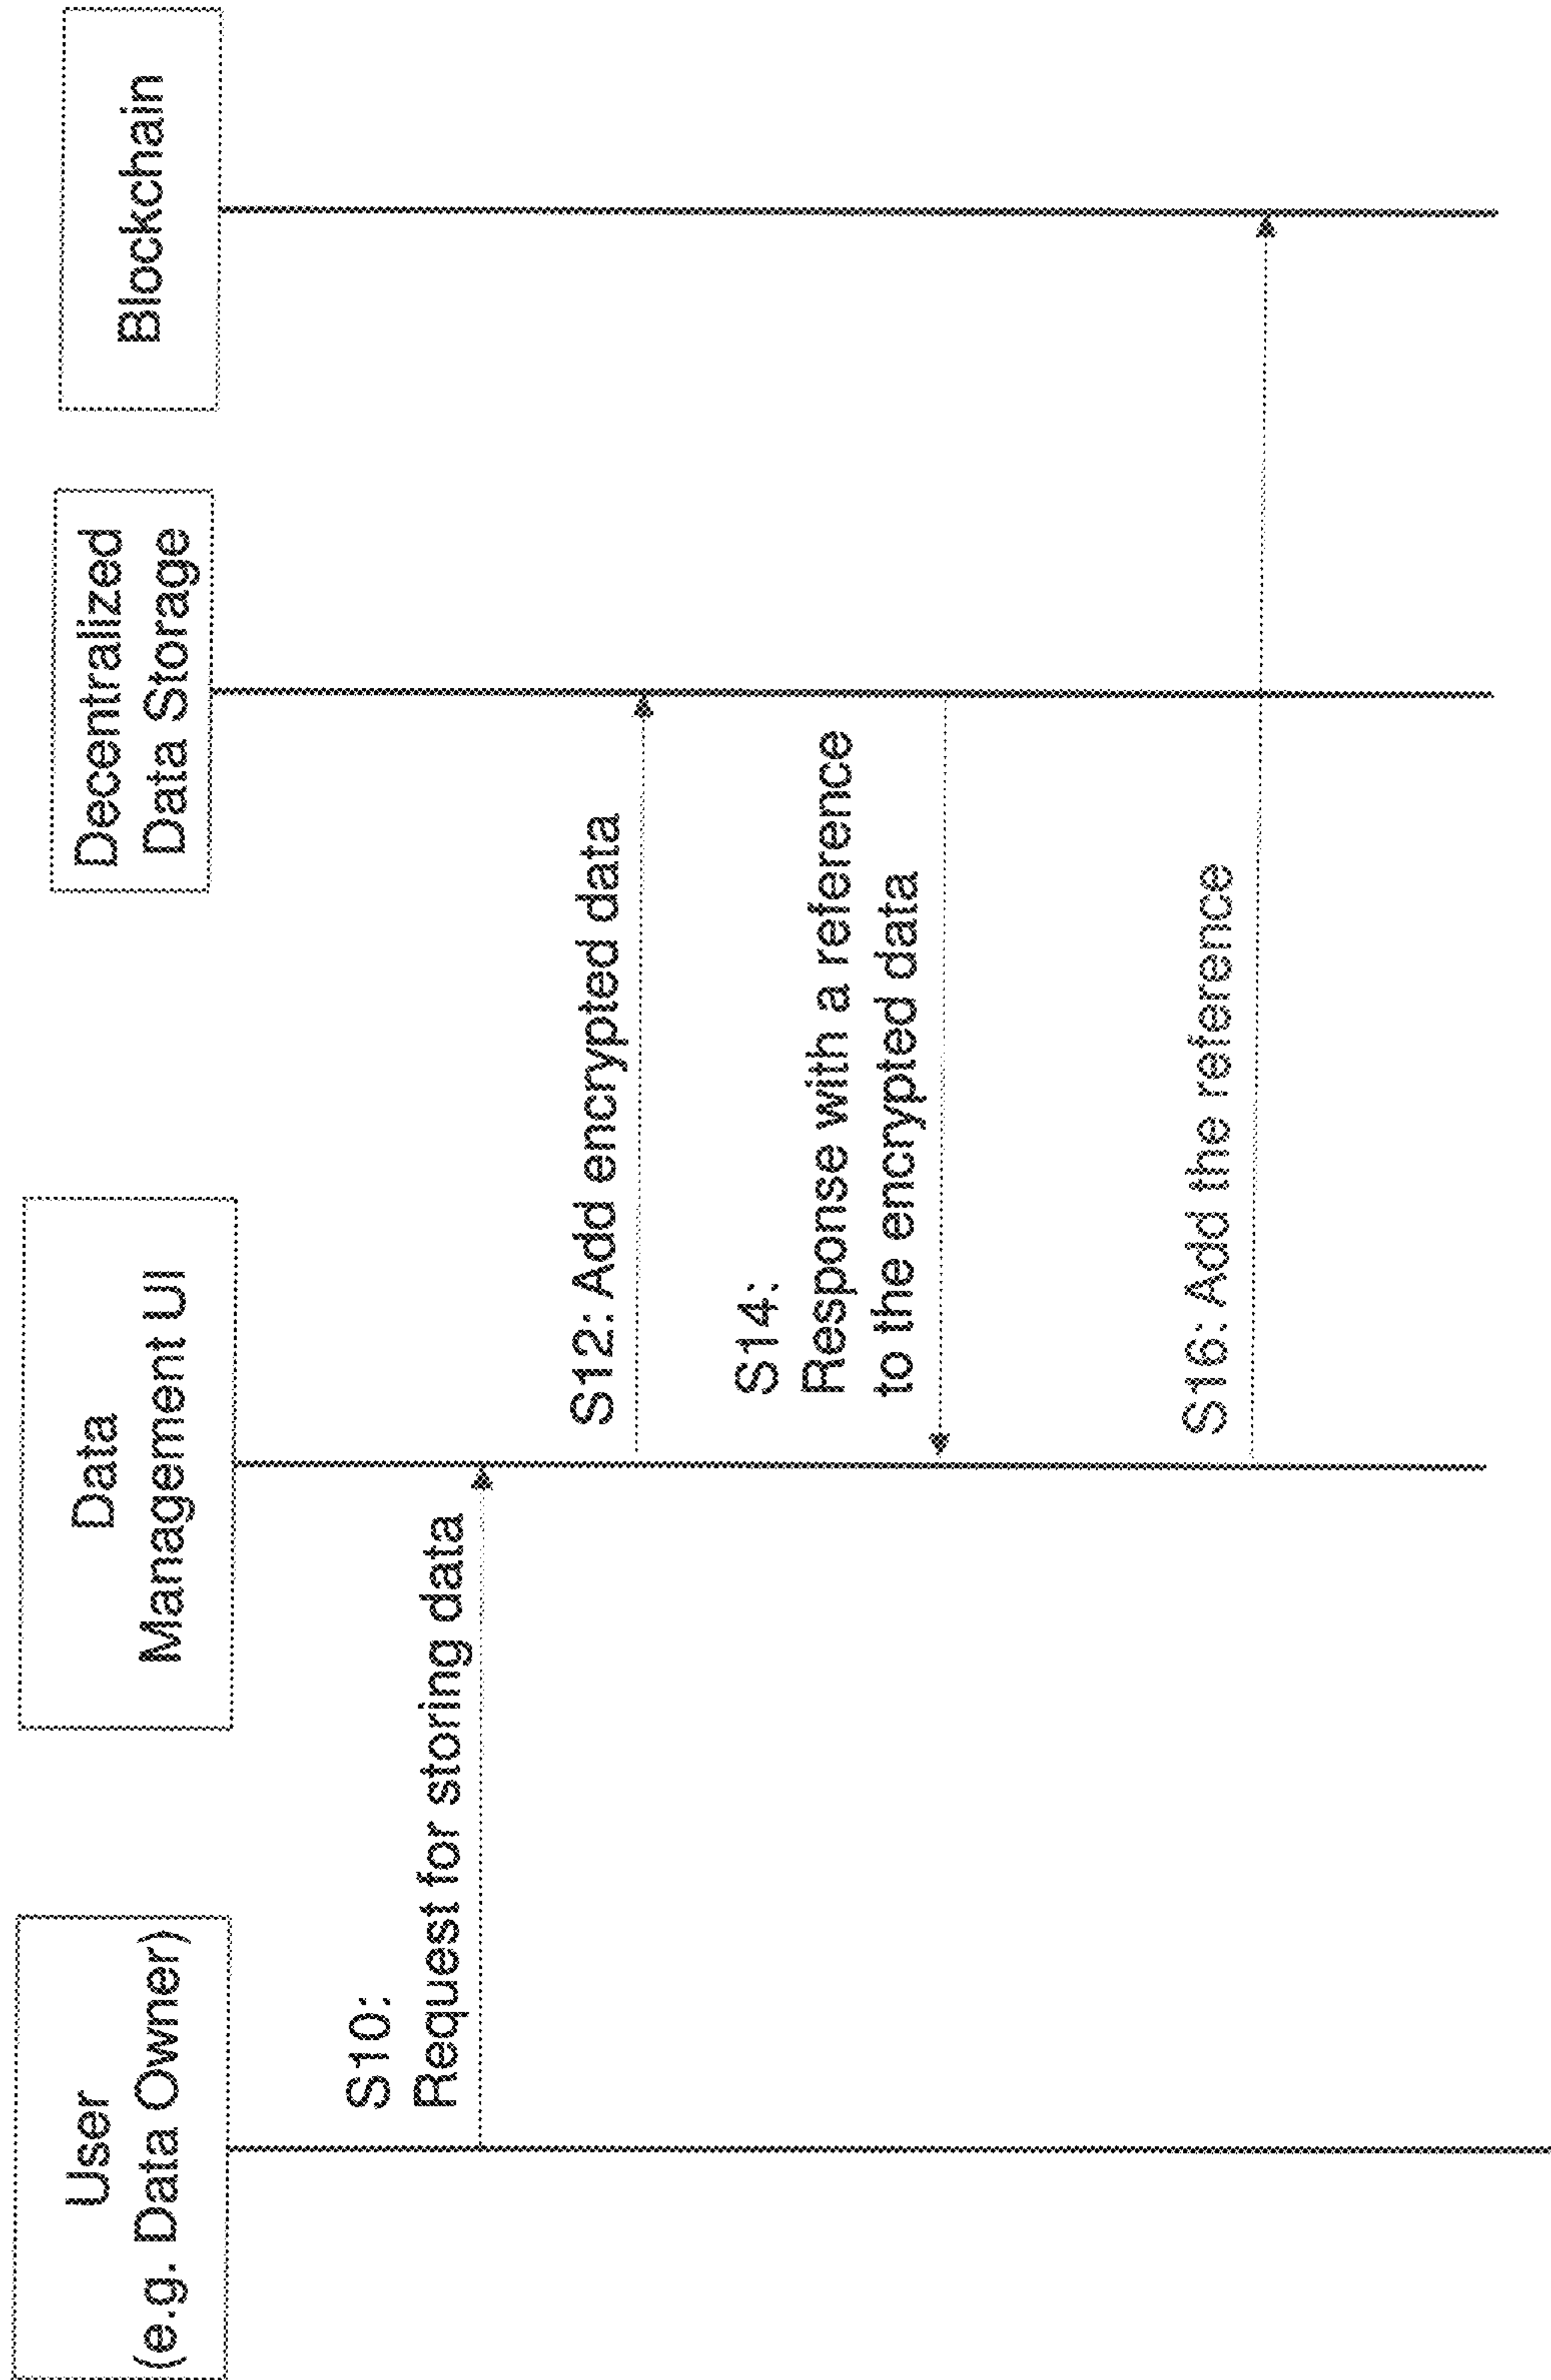 User
(e.g. Data Owner)
Data
Management UI
Decentralized
Data Storage
Blockchain
S10:
Request for storing data
S12: Add encrypted data
S14:
Response with a reference
to the encrypted data
S16: Add the reference